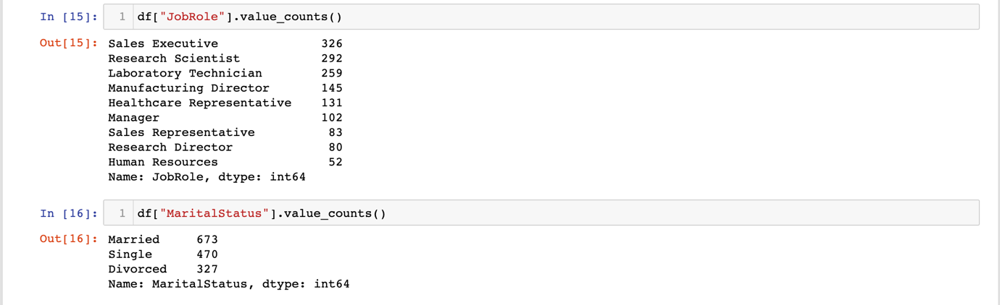 In [15]: 1 df["JobRole"].value_counts()
Out[15]: Sales Executive 326
Research Scientist 292
Laboratory Technician 259
Manufacturing Director 145
Healthcare Representative 131
Manager 102
Sales Representative 83
Research Director 80
Human Resources 52
Name: JobRole, dtype: int64
In [16]: 1 df["MaritalStatus"].value_counts()
Out[16]: Married 673
Single 470
Divorced 327
Name: MaritalStatus, dtype: int64